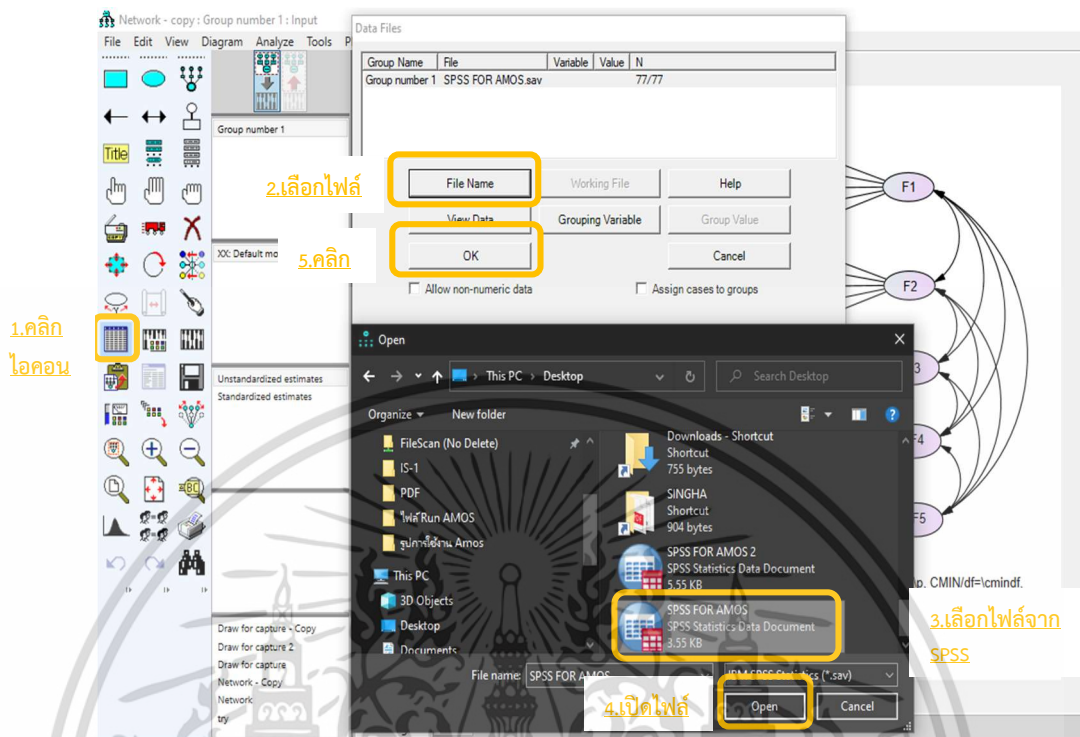 Network - copy : Group number 1 : Input
File Edit View Diagram Analyze Tools P
Title
Group number 1
XX: Default mo
Unstandardized estimates
Standardized estimates
Draw for capture - Copy
Draw for capture 2
Draw for capture
Network - Copy
Network
try
1.คลิก
ไอคอน
Data Files
Group Name File Variable Value N
Group number 1 SPSS FOR AMOS.sav 77/77
2.เลือกไฟล์
File Name Working File Help
View Data Grouping Variable Group Value
5.คลิก
OK Cancel
Allow non-numeric data Assign cases to groups
F1
F2
3
F4
F5
CMIN/df=\cmindf.
Open
This PC Desktop Search Desktop
Organize New folder
FileScan (No Delete)
IS-1
PDF
ไฟล์ Run AMOS
รูปการใช้งาน Amos
This PC
3D Objects
Desktop
Documents
Downloads - Shortcut
Shortcut
755 bytes
SINGHA
Shortcut
904 bytes
SPSS FOR AMOS 2
SPSS Statistics Data Document
5.55 KB
SPSS FOR AMOS
SPSS Statistics Data Document
3.55 KB
3.เลือกไฟล์จาก
SPSS
File name: SPSS FOR AMOS IBM SPSS Statistics (*.sav)
4.เปิดไฟล์
Open Cancel